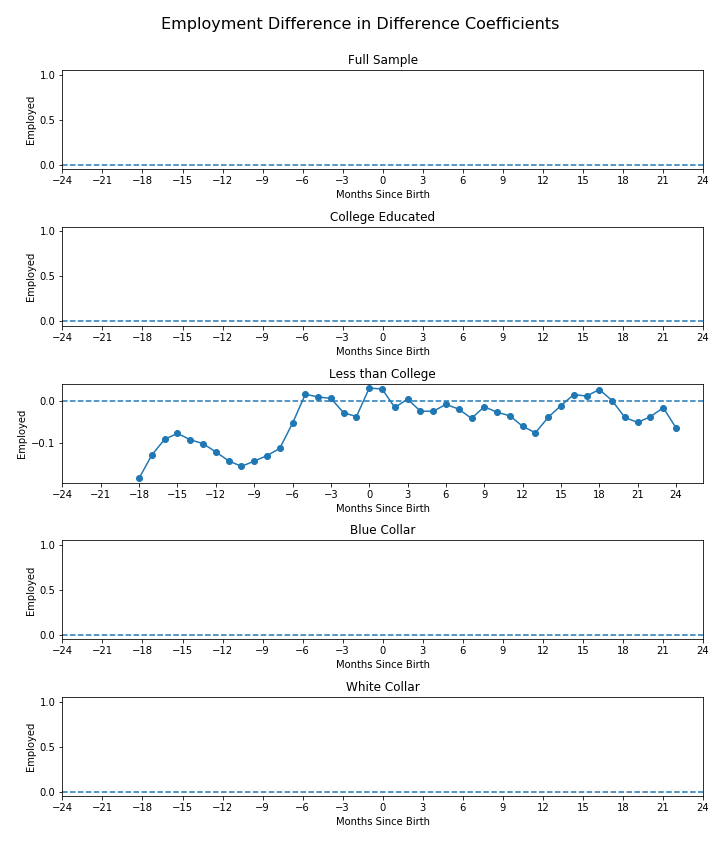 Employment Difference in Difference Coefficients
Full Sample
Employed
1.0
0.5
0.0
−24 −21 −18 −15 −12 −9 −6 −3 0 3 6 9 12 15 18 21 24
Months Since Birth
College Educated
Employed
1.0
0.5
0.0
−24 −21 −18 −15 −12 −9 −6 −3 0 3 6 9 12 15 18 21 24
Months Since Birth
Less than College
Employed
0.0
−0.1
−24 −21 −18 −15 −12 −9 −6 −3 0 3 6 9 12 15 18 21 24
Months Since Birth
Blue Collar
Employed
1.0
0.5
0.0
−24 −21 −18 −15 −12 −9 −6 −3 0 3 6 9 12 15 18 21 24
Months Since Birth
White Collar
Employed
1.0
0.5
0.0
−24 −21 −18 −15 −12 −9 −6 −3 0 3 6 9 12 15 18 21 24
Months Since Birth